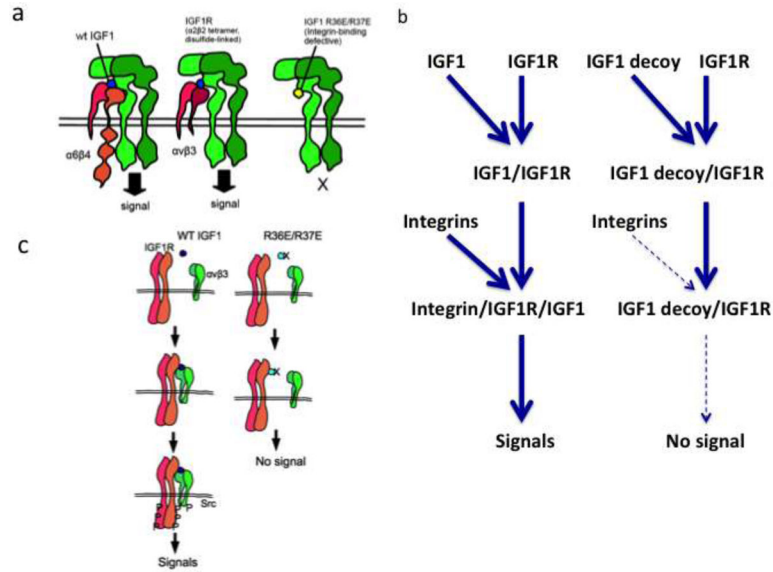 a
wt IGF1
IGF1R
(α2β2 tetramer,
disulfide-linked)
IGF1 R36E/R37E
(Integrin-binding
defective)
α6β4
αvβ3
signal
signal
X
b
IGF1
IGF1R
IGF1 decoy
IGF1R
IGF1/IGF1R
IGF1 decoy/IGF1R
Integrins
Integrins
Integrin/IGF1R/IGF1
IGF1 decoy/IGF1R
Signals
No signal
c
WT IGF1
R36E/R37E
IGF1R
X
αvβ3
X
No signal
Src
P
P
P
P
P
P
Signals